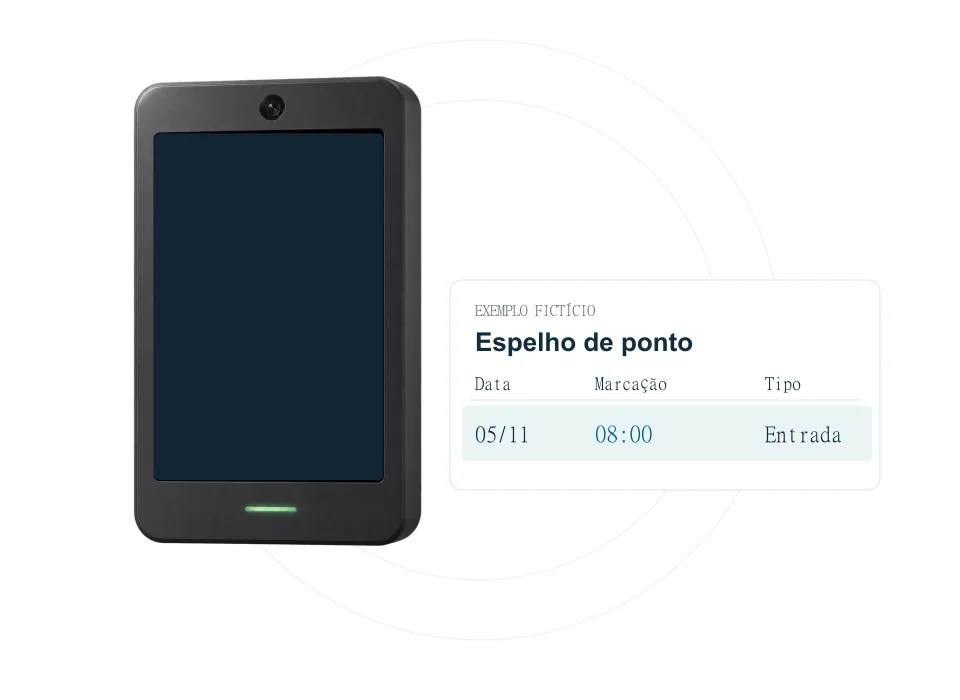 EXEMPLO FICTÍCIO
Espelho de ponto
Data Marcação Tipo
05/11 08:00 Entrada